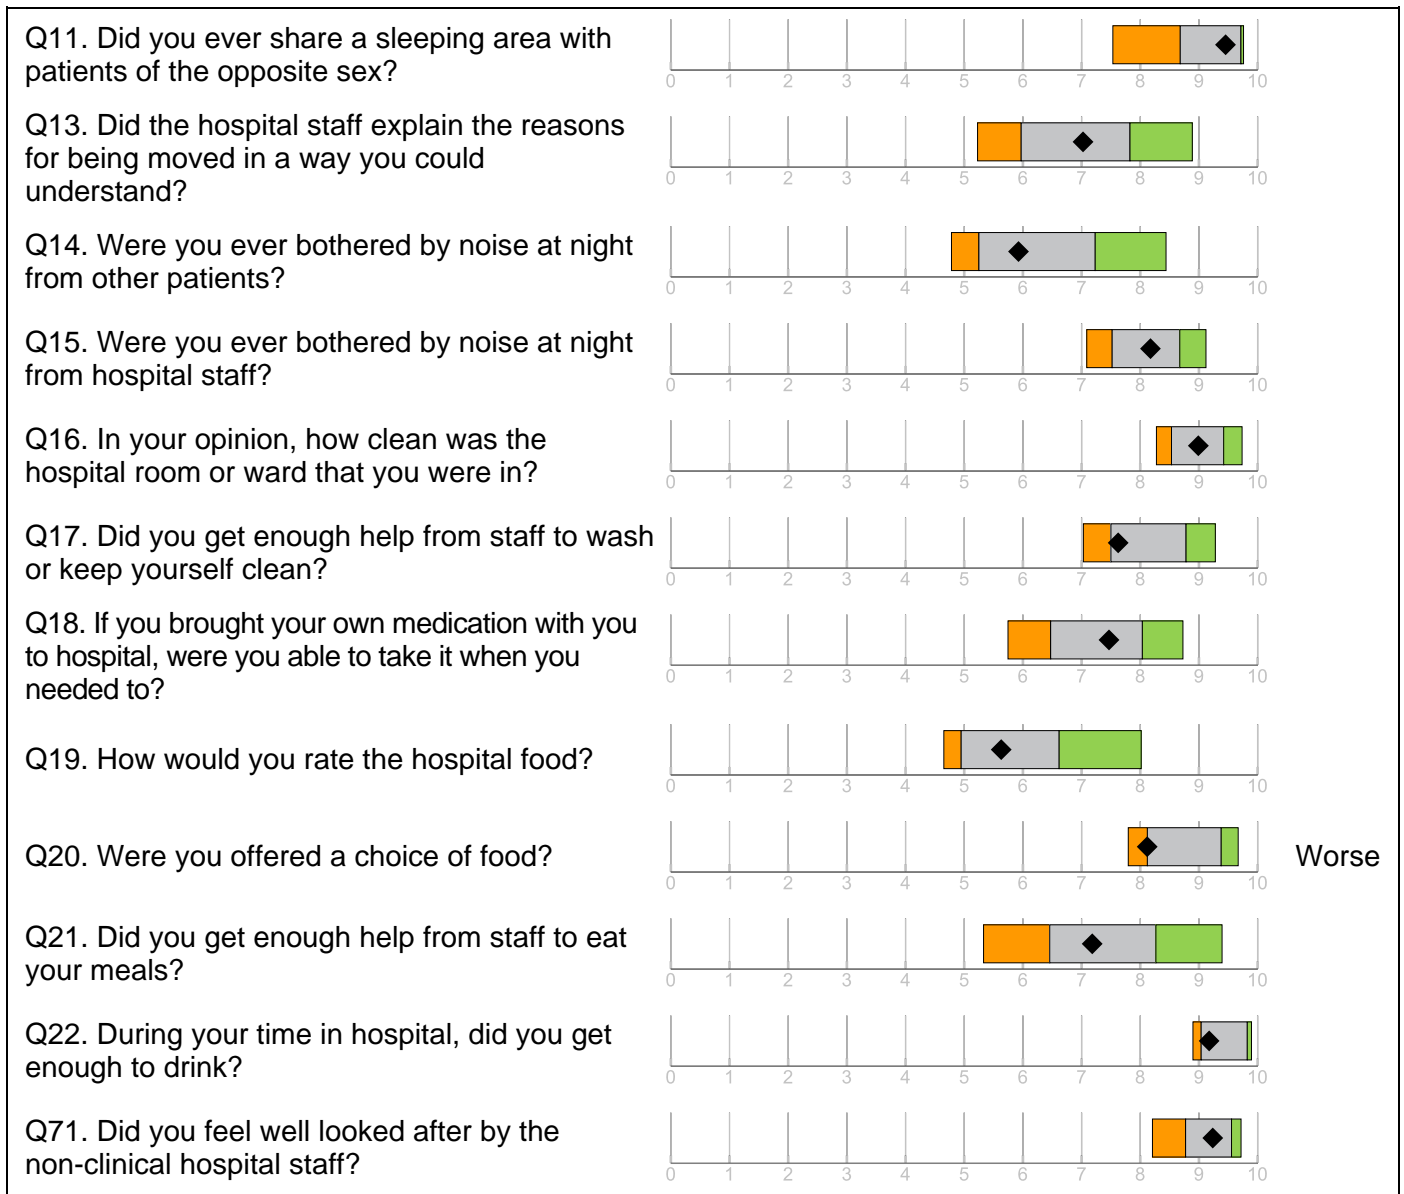 Q11. Did you ever share a sleeping area with
patients of the opposite sex?
0 1 2 3 4 5 6 7 8 9 10
Q13. Did the hospital staff explain the reasons
for being moved in a way you could
understand?
0 1 2 3 4 5 6 7 8 9 10
Q14. Were you ever bothered by noise at night
from other patients?
0 1 2 3 4 5 6 7 8 9 10
Q15. Were you ever bothered by noise at night
from hospital staff?
0 1 2 3 4 5 6 7 8 9 10
Q16. In your opinion, how clean was the
hospital room or ward that you were in?
0 1 2 3 4 5 6 7 8 9 10
Q17. Did you get enough help from staff to wash
or keep yourself clean?
0 1 2 3 4 5 6 7 8 9 10
Q18. If you brought your own medication with you
to hospital, were you able to take it when you
needed to?
0 1 2 3 4 5 6 7 8 9 10
Q19. How would you rate the hospital food?
0 1 2 3 4 5 6 7 8 9 10
Q20. Were you offered a choice of food?
Worse
0 1 2 3 4 5 6 7 8 9 10
Q21. Did you get enough help from staff to eat
your meals?
0 1 2 3 4 5 6 7 8 9 10
Q22. During your time in hospital, did you get
enough to drink?
0 1 2 3 4 5 6 7 8 9 10
Q71. Did you feel well looked after by the
non-clinical hospital staff?
0 1 2 3 4 5 6 7 8 9 10